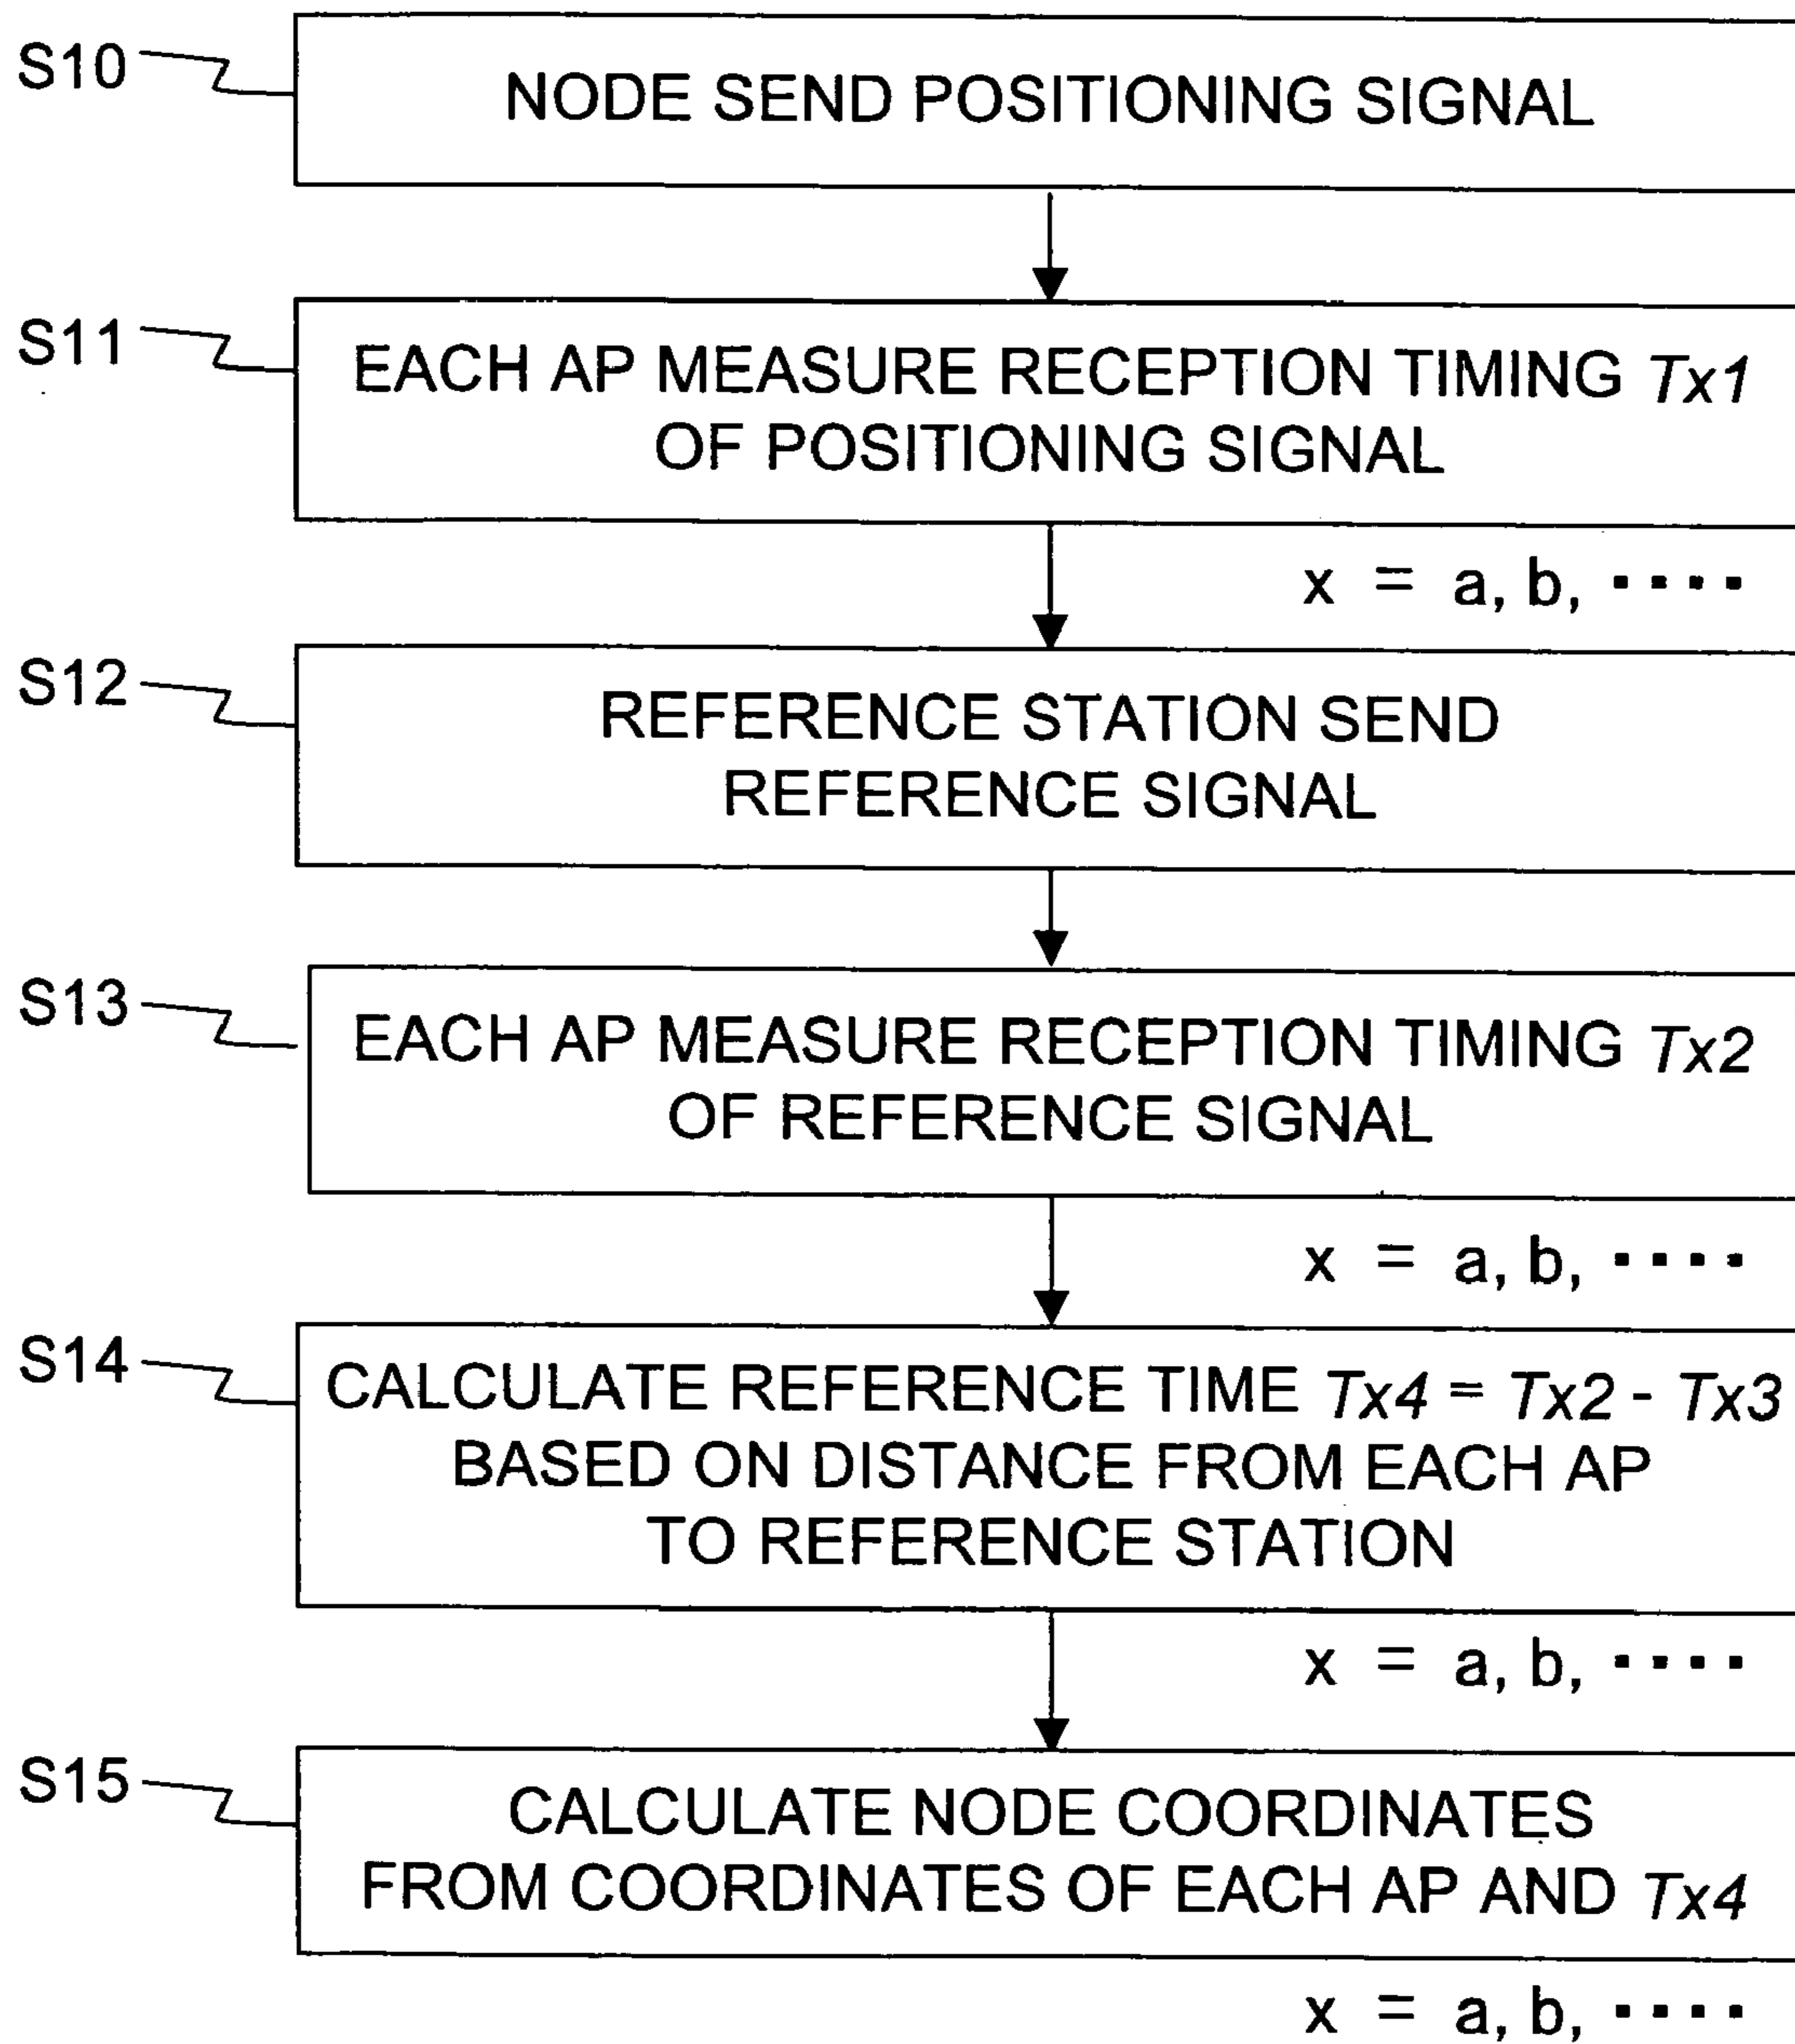 S10
NODE SEND POSITIONING SIGNAL
S11
EACH AP MEASURE RECEPTION TIMING Tx1
OF POSITIONING SIGNAL
x = a, b, ････
S12
REFERENCE STATION SEND
REFERENCE SIGNAL
S13
EACH AP MEASURE RECEPTION TIMING Tx2
OF REFERENCE SIGNAL
x = a, b, ････
S14
CALCULATE REFERENCE TIME Tx4 = Tx2 - Tx3
BASED ON DISTANCE FROM EACH AP
TO REFERENCE STATION
x = a, b, ････
S15
CALCULATE NODE COORDINATES
FROM COORDINATES OF EACH AP AND Tx4
x = a, b, ････